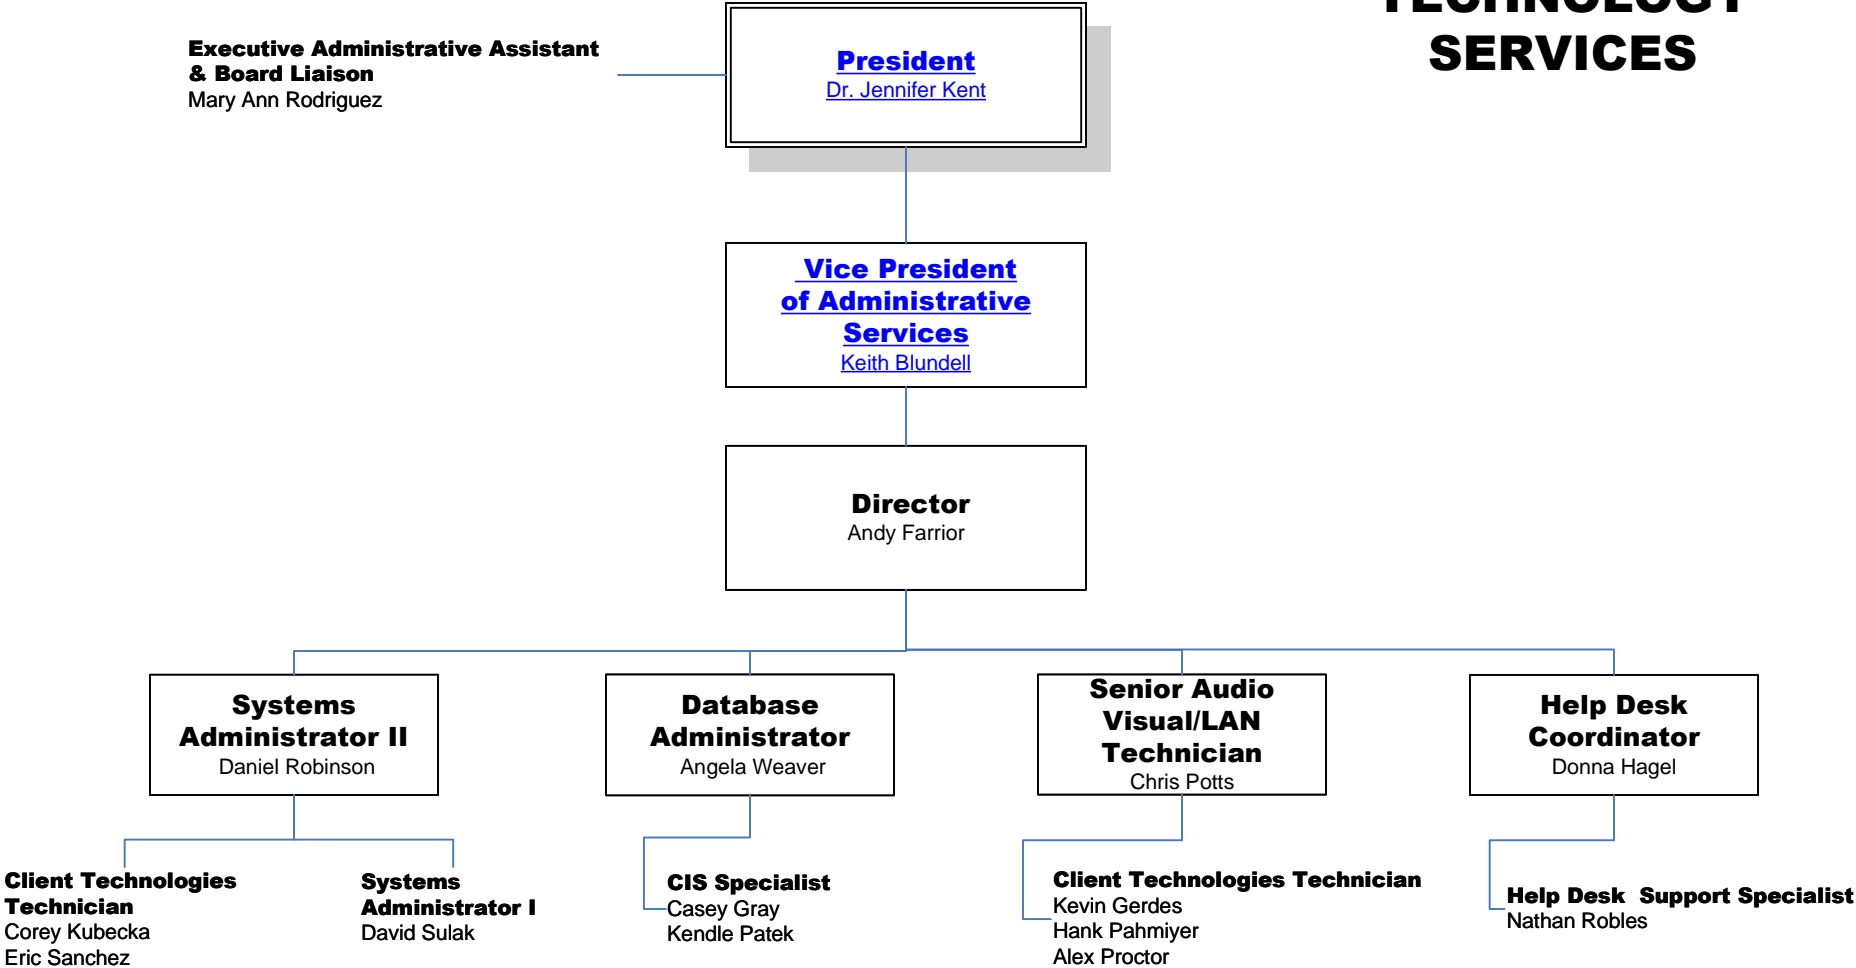 TECHNOLOGY
SERVICES
Executive Administrative Assistant
& Board Liaison
Mary Ann Rodriguez
President
Dr. Jennifer Kent
Vice President
of Administrative
Services
Keith Blundell
Director
Andy Farrior
Systems
Administrator II
Daniel Robinson
Database
Administrator
Angela Weaver
Senior Audio
Visual/LAN
Technician
Chris Potts
Help Desk
Coordinator
Donna Hagel
Client Technologies
Technician
Corey Kubecka
Eric Sanchez
Systems
Administrator I
David Sulak
CIS Specialist
Casey Gray
Kendle Patek
Client Technologies Technician
Kevin Gerdes
Hank Pahmiyer
Alex Proctor
Help Desk  Support Specialist
Nathan Robles